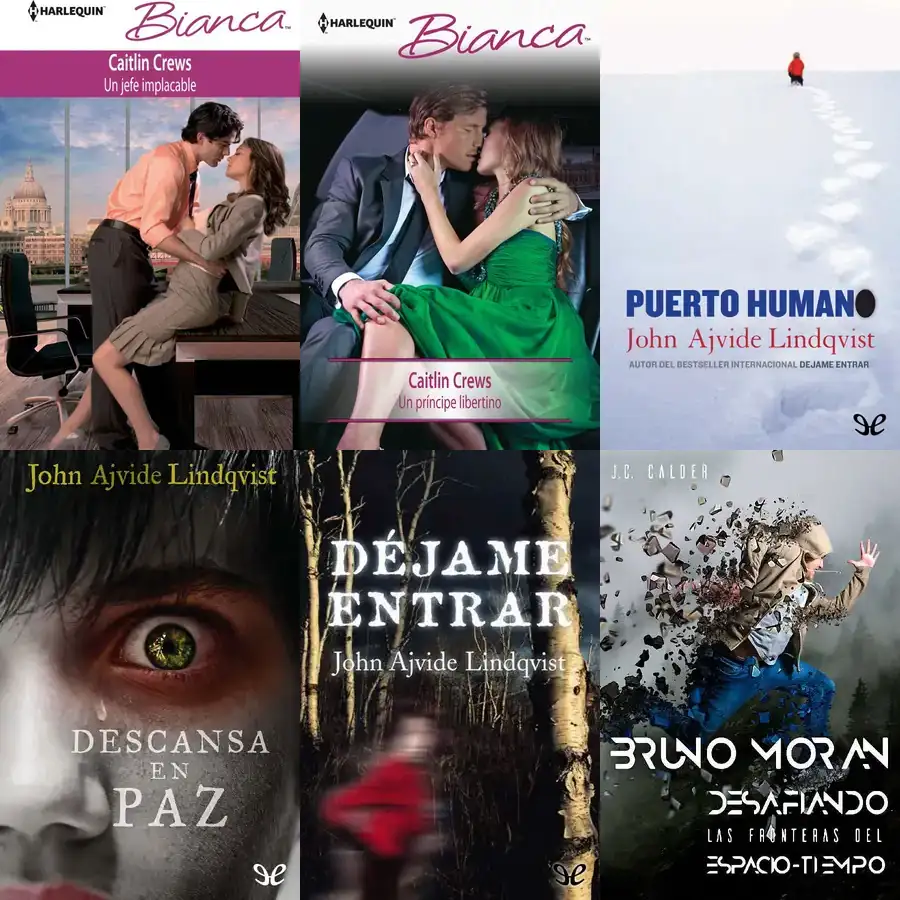 HARLEQUIN
Bianca
Caitlin Crews
Un jefe implacable
HARLEQUIN
Bianca
Caitlin Crews
Un príncipe libertino
PUERTO HUMANO
John Ajvide Lindqvist
AUTOR DEL BESTSELLER INTERNACIONAL DEJAME ENTRAR
John Ajvide Lindqvist
DESCANSA
EN
PAZ
DÉJAME
ENTRAR
John Ajvide Lindqvist
J.C. CALDER
BRUNO MORAN
DESAFIANDO
LAS FRONTERAS DEL
ESPACIO-TIEMPO